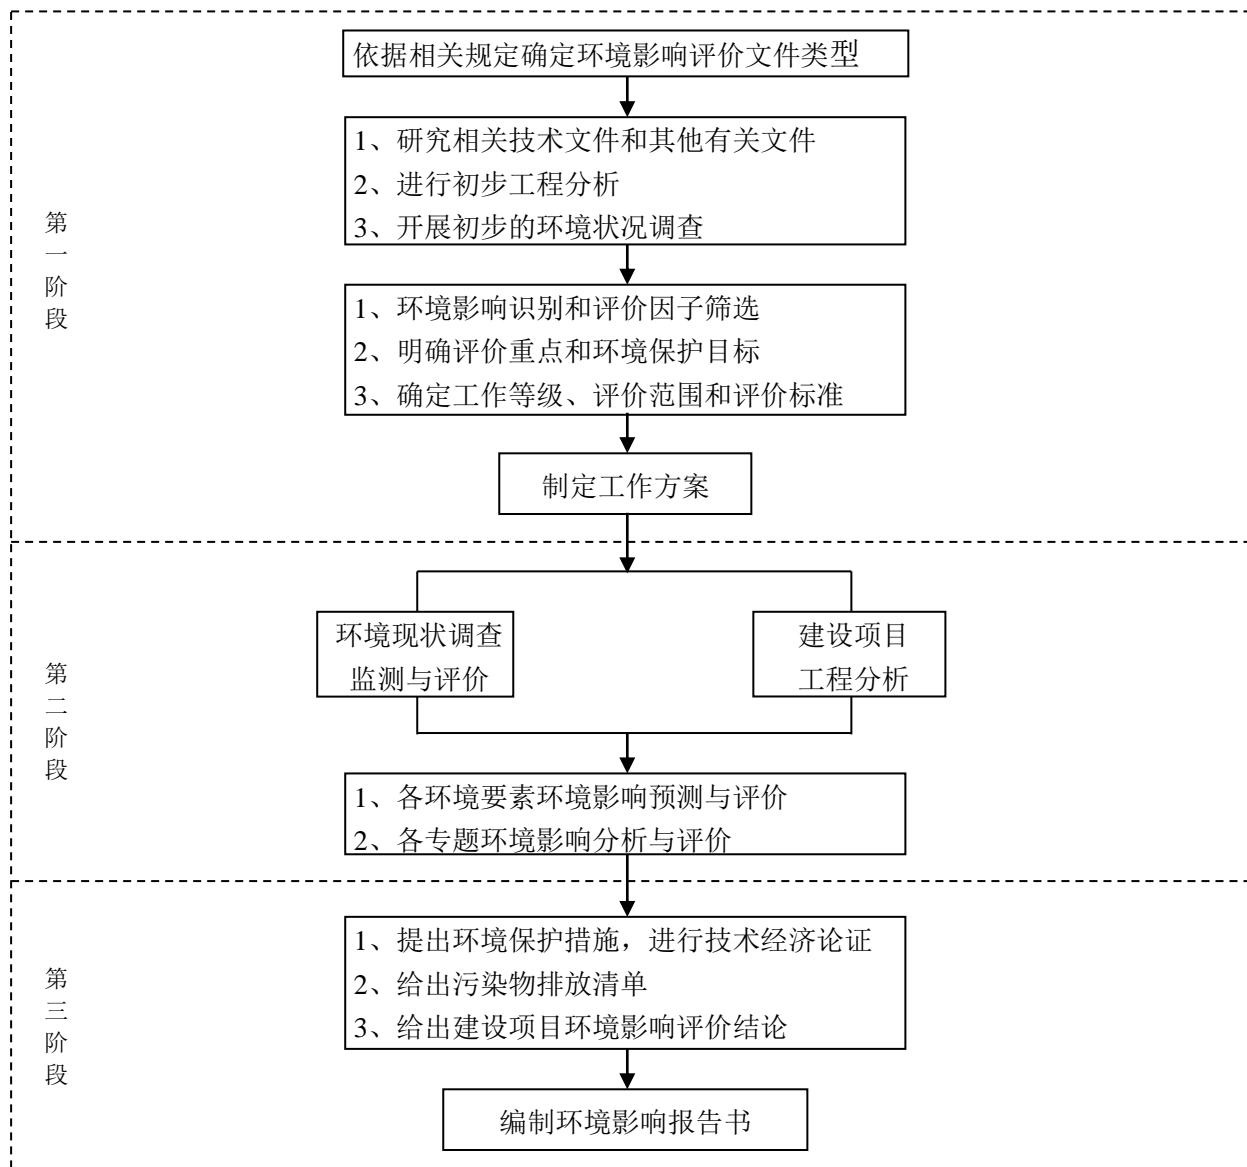 依据相关规定确定环境影响评价文件类型
1、研究相关技术文件和其他有关文件
2、进行初步工程分析
3、开展初步的环境状况调查
第一阶段
1、环境影响识别和评价因子筛选
2、明确评价重点和环境保护目标
3、确定工作等级、评价范围和评价标准
制定工作方案
环境现状调查
监测与评价
建设项目
工程分析
第二阶段
1、各环境要素环境影响预测与评价
2、各专题环境影响分析与评价
第三阶段
1、提出环境保护措施，进行技术经济论证
2、给出污染物排放清单
3、给出建设项目环境影响评价结论
编制环境影响报告书